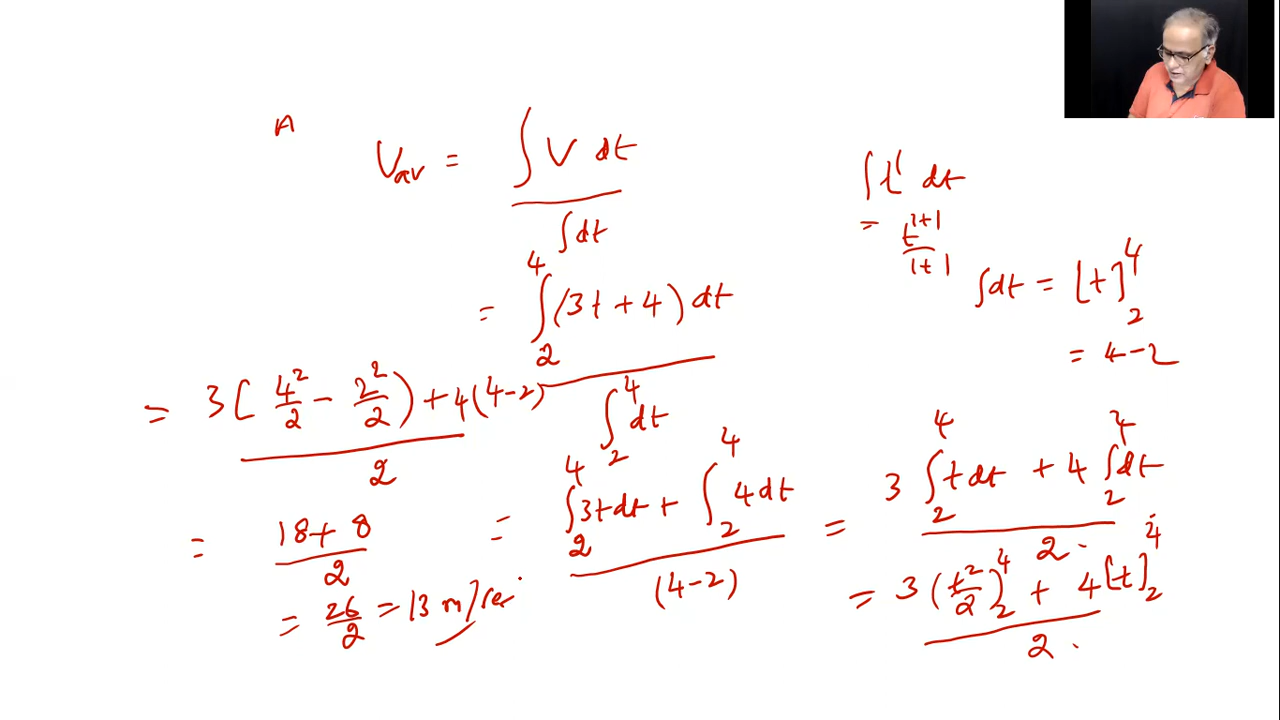 A
Vav = ∫ V dt / ∫dt
= ∫₂⁴ (3t + 4) dt / ∫₂⁴ dt
∫ t¹ dt
= t¹⁺¹ / 1+1
∫dt = [t]₂⁴
= 4-2
= ∫₂⁴ 3t dt + ∫₂⁴ 4 dt / (4-2)
= 3 ∫₂⁴ t dt + 4 ∫₂⁴ dt / 2
= 3 (t²/2)₂⁴ + 4 [t]₂⁴ / 2
= 3 [ 4²/2 - 2²/2 ) + 4 (4-2) / 2
= 18 + 8 / 2
= 26/2 = 13 m/sec